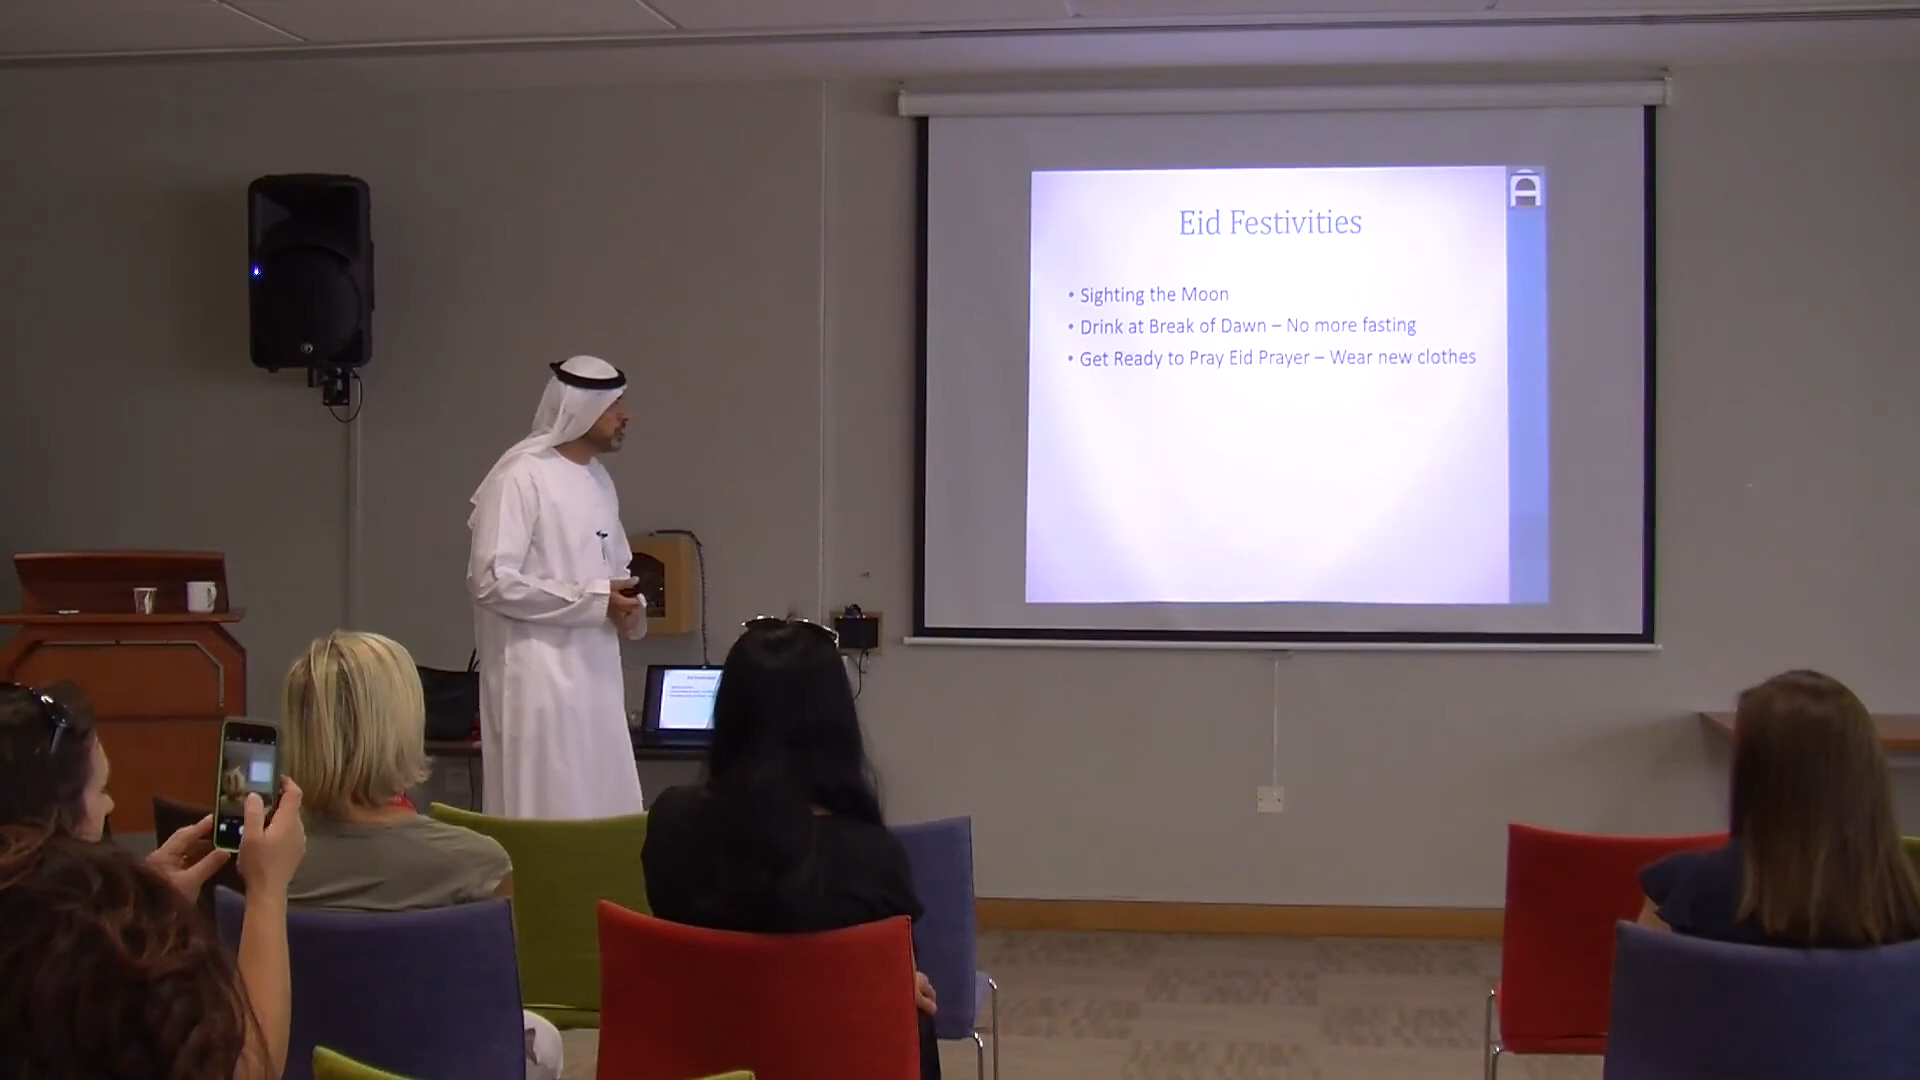 Eid Festivities
• Sighting the Moon
• Drink at Break of Dawn – No more fasting
• Get Ready to Pray Eid Prayer – Wear new clothes